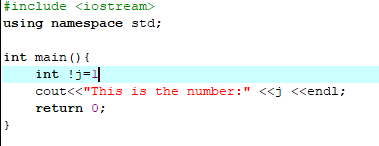 #include <iostream>
using namespace std;
int main(){
int !j=1
cout<<"This is the number:" <<j <<endl;
return 0;
}